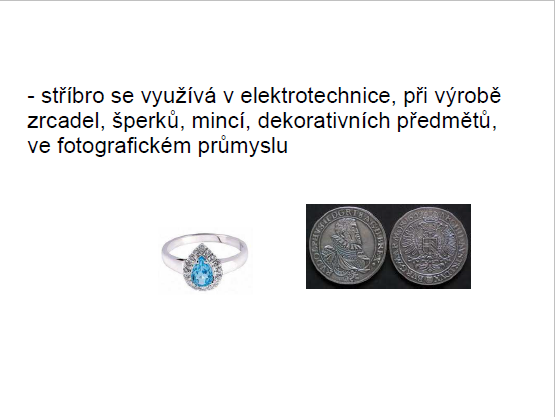 - stříbro se využívá v elektrotechnice, při výrobě
zrcadel, šperků, mincí, dekorativních předmětů,
ve fotografickém průmyslu